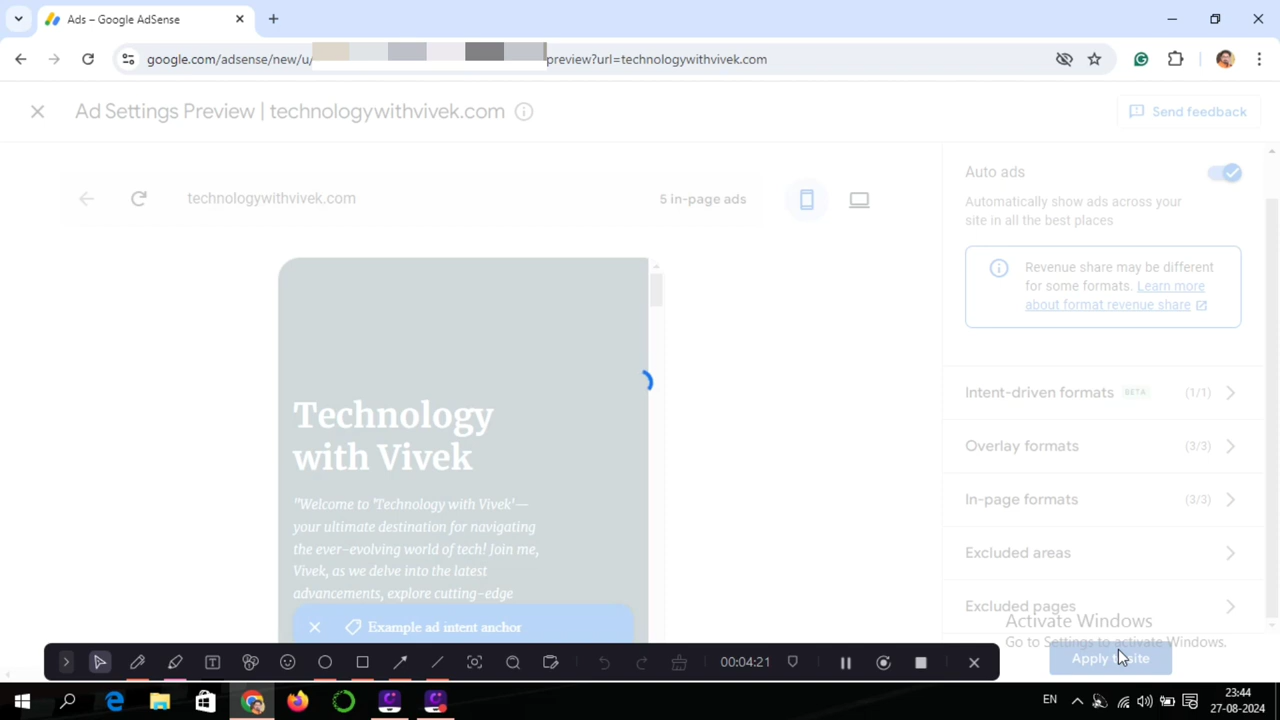 Ads – Google AdSense
google.com/adsense/new/u/
preview?url=technologywithvivek.com
Ad Settings Preview | technologywithvivek.com
Send feedback
technologywithvivek.com
5 in-page ads
Auto ads
Automatically show ads across your
site in all the best places
Revenue share may be different
for some formats. Learn more
about format revenue share
Intent-driven formats BETA (1/1)
Overlay formats (3/3)
In-page formats (3/3)
Excluded areas
Excluded pages
Technology
with Vivek
"Welcome to 'Technology with Vivek'—
your ultimate destination for navigating
the ever-evolving world of tech! Join me,
Vivek, as we delve into the latest
advancements, explore cutting-edge
Example ad intent anchor
Activate Windows
Go to Settings to activate Windows.
Apply to site
00:04:21
EN
23:44
27-08-2024